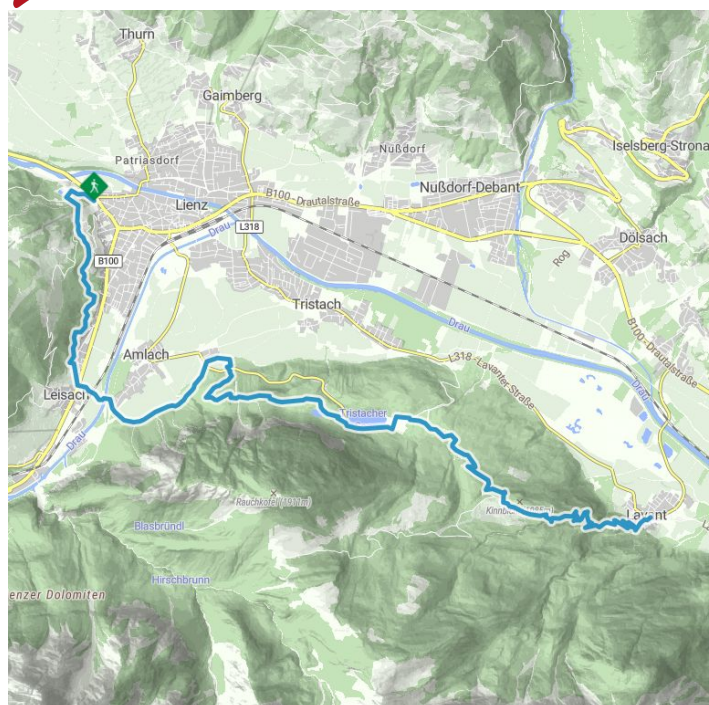 Thurn
Gaimberg
Iselsberg-Strona
Patriasdorf
Nußdorf
Nußdorf-Debant
B100-Drautalstraße
Lienz
L318
Drau
Dölsach
B100
Rog
Tristach
Drau
B100-Drautalstraße
Amlach
L318-Lavanter-Straße
Drau
Leisach
Tristacher
Drau
Rauchkofel (1911m)
Lavant
Blasbründl
Hirschbrunn
enzer Dolomiten